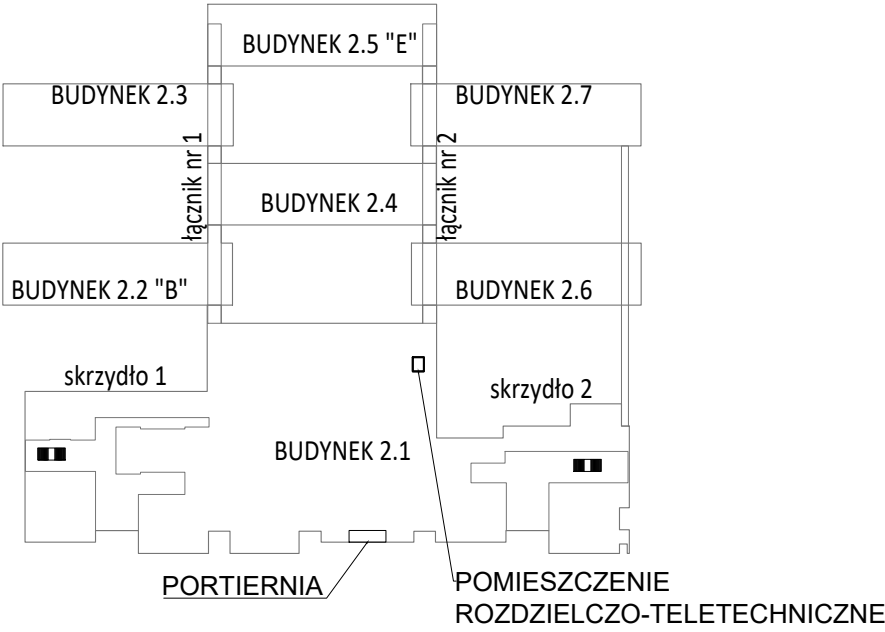 BUDYNEK 2.5 "E"
BUDYNEK 2.3
BUDYNEK 2.7
łącznik nr 1
łącznik nr 2
BUDYNEK 2.4
BUDYNEK 2.2 "B"
BUDYNEK 2.6
skrzydło 1
skrzydło 2
BUDYNEK 2.1
PORTIERNIA
POMIESZCZENIE
ROZDZIELCZO-TELETECHNICZNE